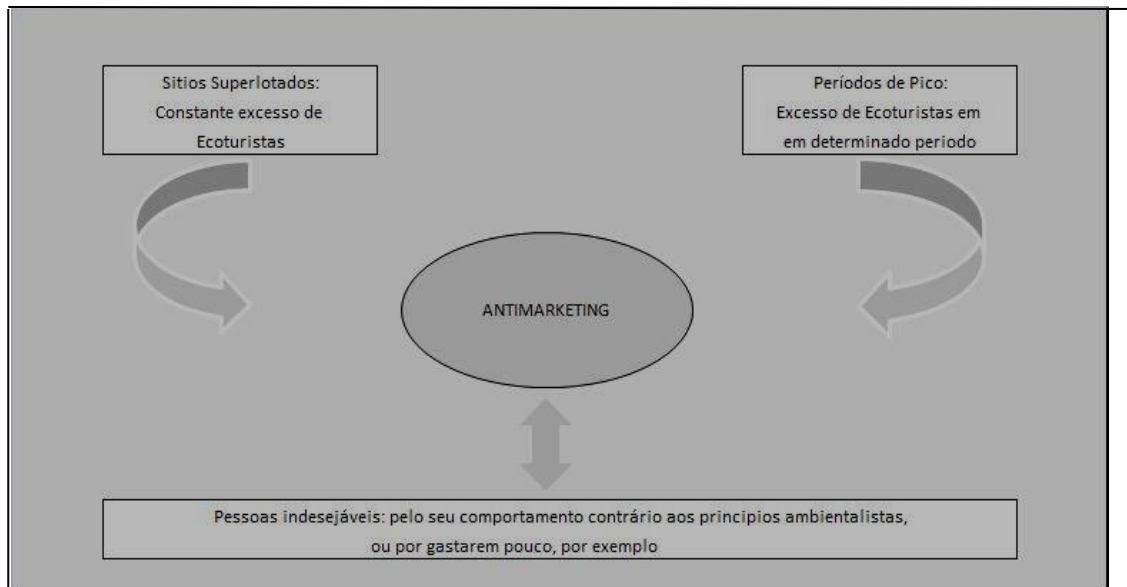 Sitios Superlotados:
Constante excesso de
Ecoturistas
Períodos de Pico:
Excesso de Ecoturistas em
em determinado periodo
ANTIMARKETING
Pessoas indesejáveis: pelo seu comportamento contrário aos principios ambientalistas,
ou por gastarem pouco, por exemplo